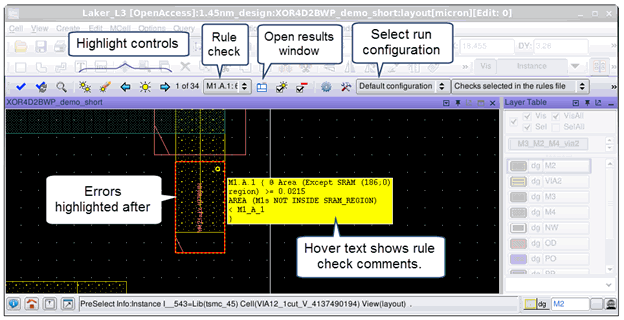 Laker_L3 [OpenAccess]:1.45nm_design:XOR4D2BWP_demo_short:layout[micron][Edit: 0]
Cell View Create Edit MCell Options Query
18.455 DY: 3.26
Highlight controls
Rule check
Open results window
Select run configuration
Vis Instance
1 of 34 M1.A.1: 6 Default configuration Checks selected in the rules file
XOR4D2BWP_demo_short
Layer Table
Vis VisAll
Sel SelAll
M3_M2_M4_via2
dg M2
dg VIA2
dg M3
dg M4
dg NW
dg OD
dg PO
Errors highlighted after
M1.A.1 { @ Area (Except SRAM (186;0)
region) >= 0.0215
AREA (M1s NOT INSIDE SRAM_REGION)
< M1_A_1
}
Hover text shows rule check comments.
PreSelect Info:Instance I__543=Lib(tsmc_45) Cell(VIA12_1cut_V_4137490194) View(layout) .
dg M2